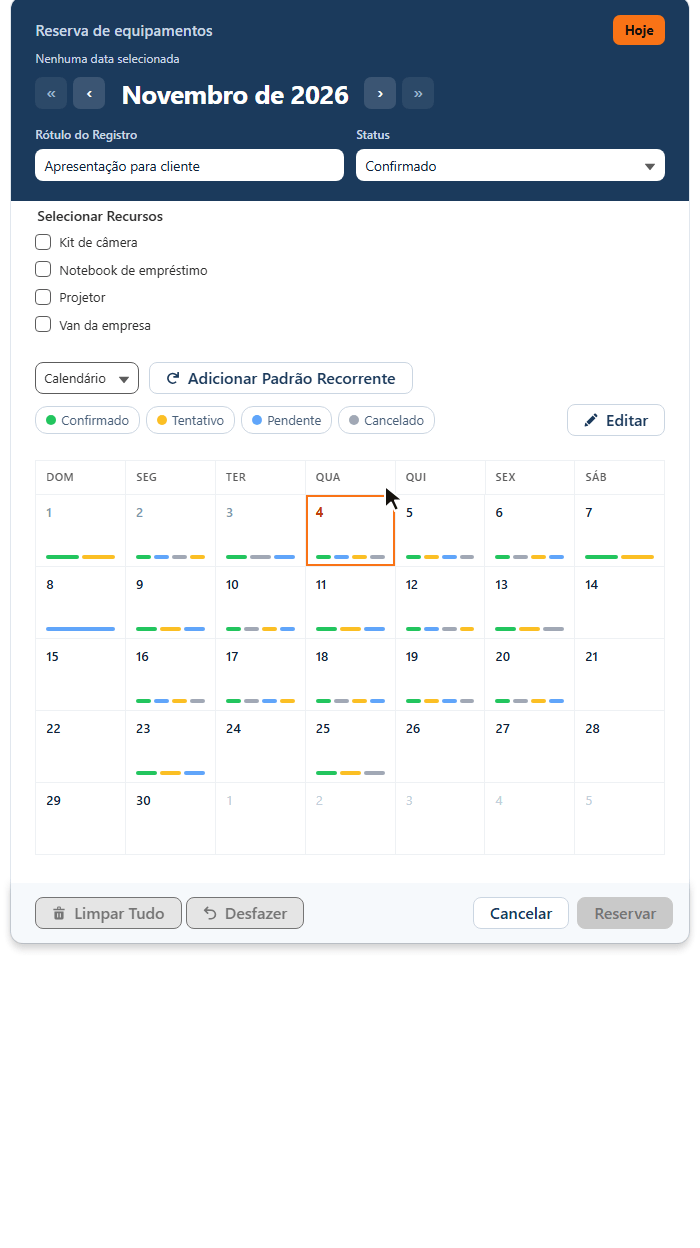 Reserva de equipamentos
Hoje
Nenhuma data selecionada
« ‹ Novembro de 2026 › »
Rótulo do Registro Status
Apresentação para cliente Confirmado
Selecionar Recursos
Kit de câmera
Notebook de empréstimo
Projetor
Van da empresa
Calendário Adicionar Padrão Recorrente
Confirmado Tentativo Pendente Cancelado Editar
DOM SEG TER QUA QUI SEX SÁB
1 2 3 4 5 6 7
8 9 10 11 12 13 14
15 16 17 18 19 20 21
22 23 24 25 26 27 28
29 30 1 2 3 4 5
Limpar Tudo Desfazer Cancelar Reservar